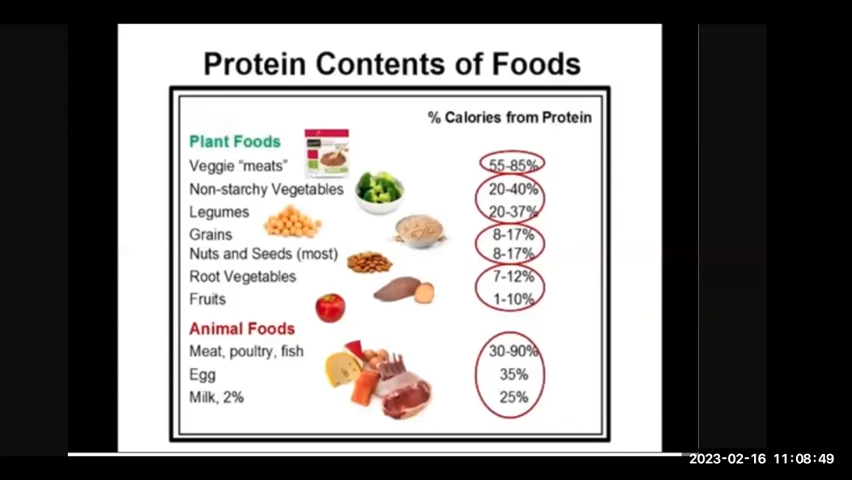 Protein Contents of Foods
% Calories from Protein
Plant Foods
Veggie "meats" 55-85%
Non-starchy Vegetables 20-40%
Legumes 20-37%
Grains 8-17%
Nuts and Seeds (most) 8-17%
Root Vegetables 7-12%
Fruits 1-10%
Animal Foods
Meat, poultry, fish 30-90%
Egg 35%
Milk, 2% 25%
2023-02-16 11:08:49